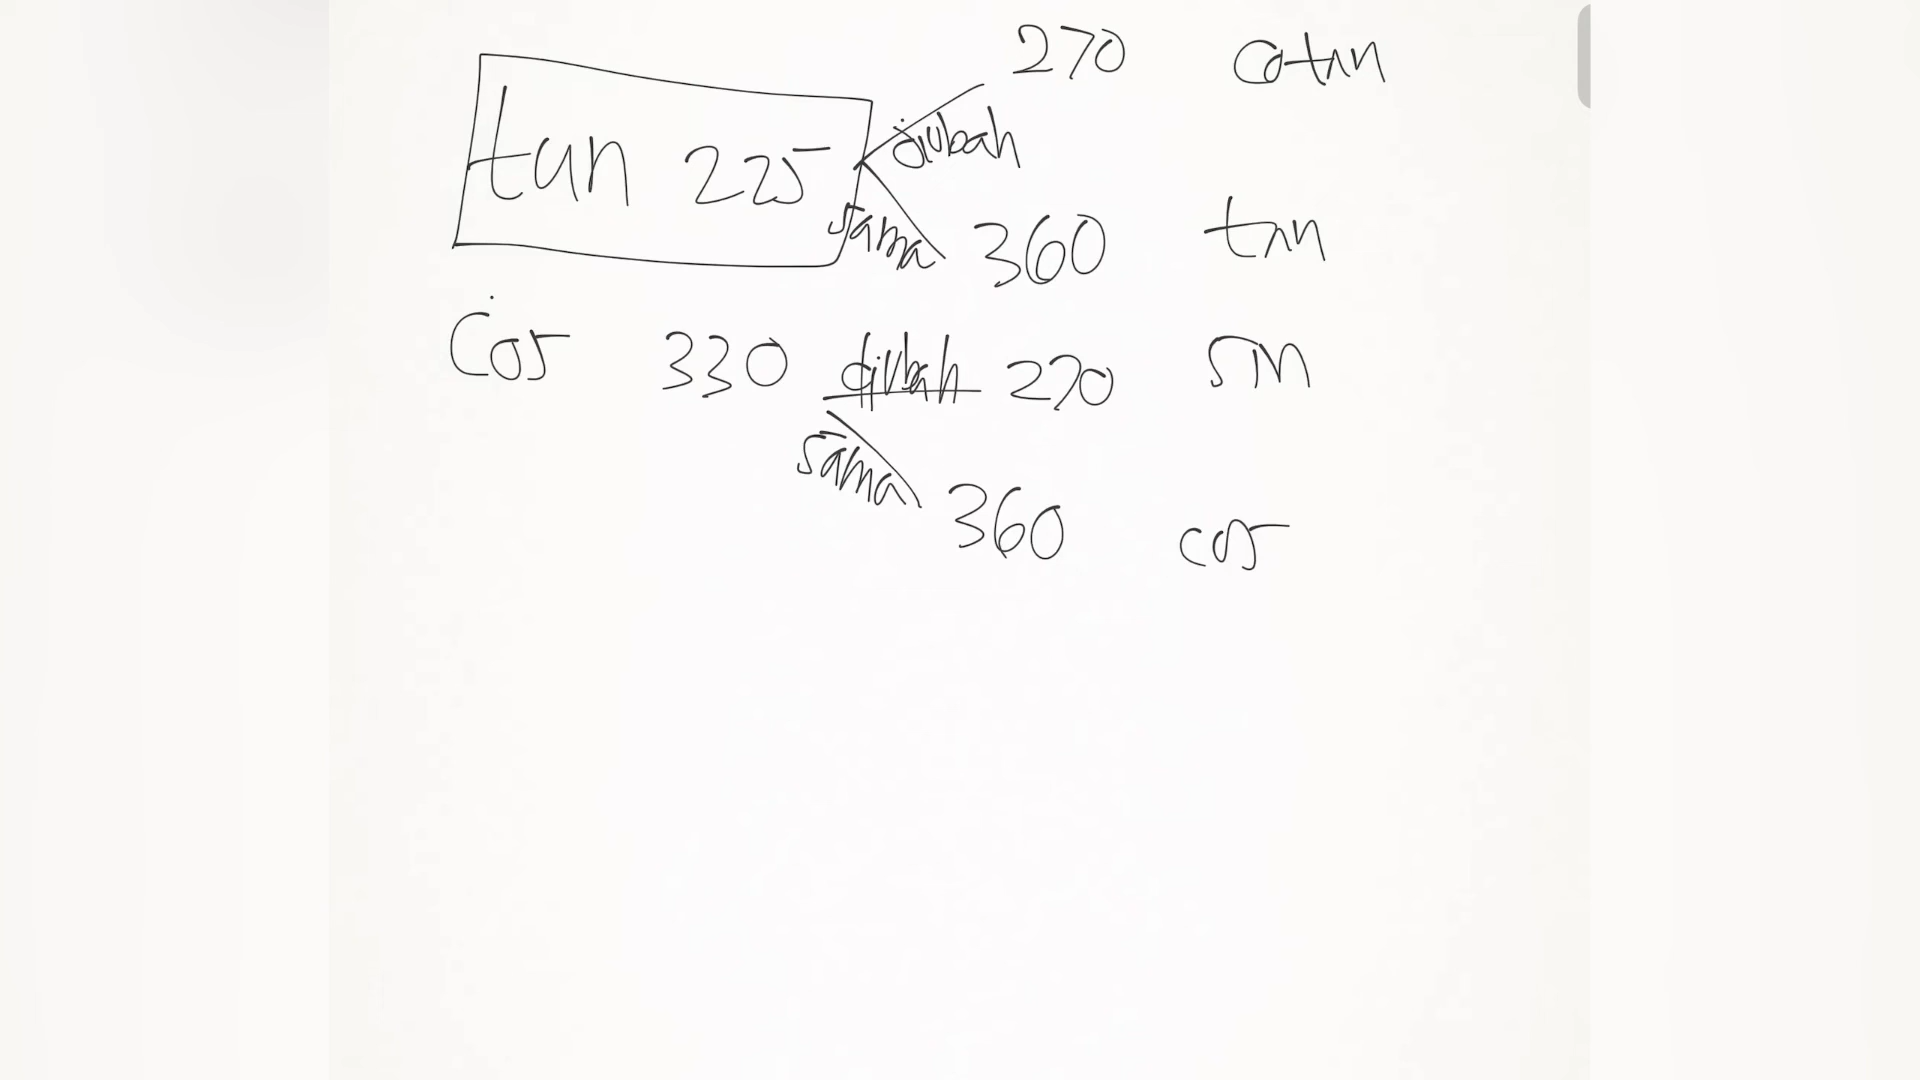 270 cotan
tan 225 diubah
sama 360 tan
Cos 330 diubah 270 sin
sama
360 cos